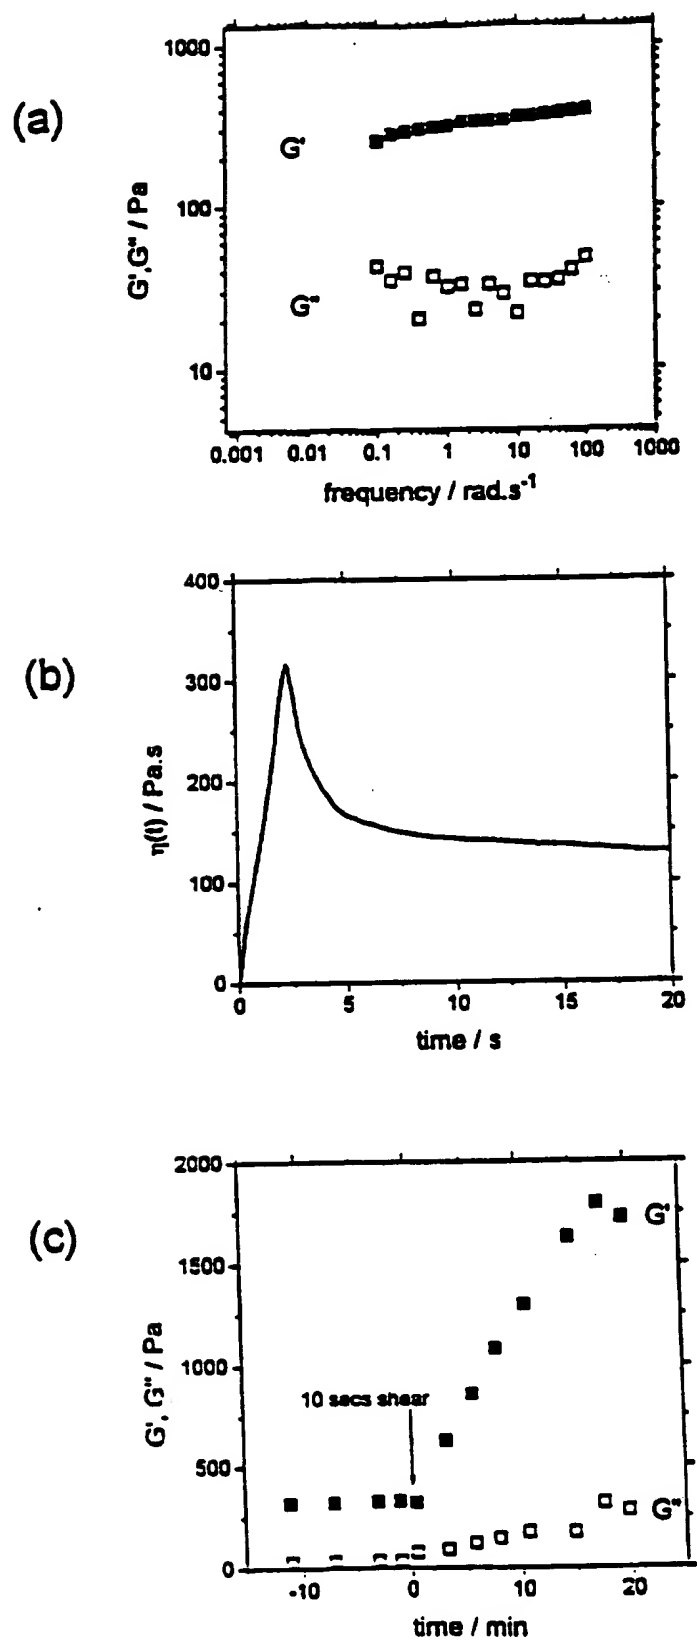 (a)
1000
100
10
G', G" / Pa
G'
G"
0.001 0.01 0.1 1 10 100 1000
frequency / rad.s-1
(b)
400
300
200
100
0
η(t) / Pa.s
0 5 10 15 20
time / s
(c)
2000
1500
1000
500
0
G', G" / Pa
10 secs shear
G'
G"
-10 0 10 20
time / min